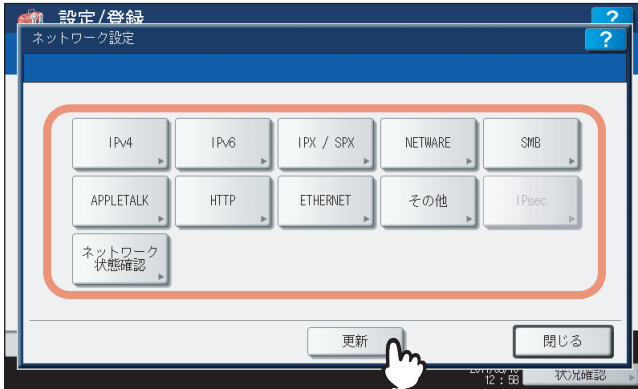 設定/登録
?
ネットワーク設定
?
IPv4
IPv6
IPX / SPX
NETWARE
SMB
APPLETALK
HTTP
ETHERNET
その他
IPsec
ネットワーク
状態確認
更新
閉じる
12 : 58
状況確認